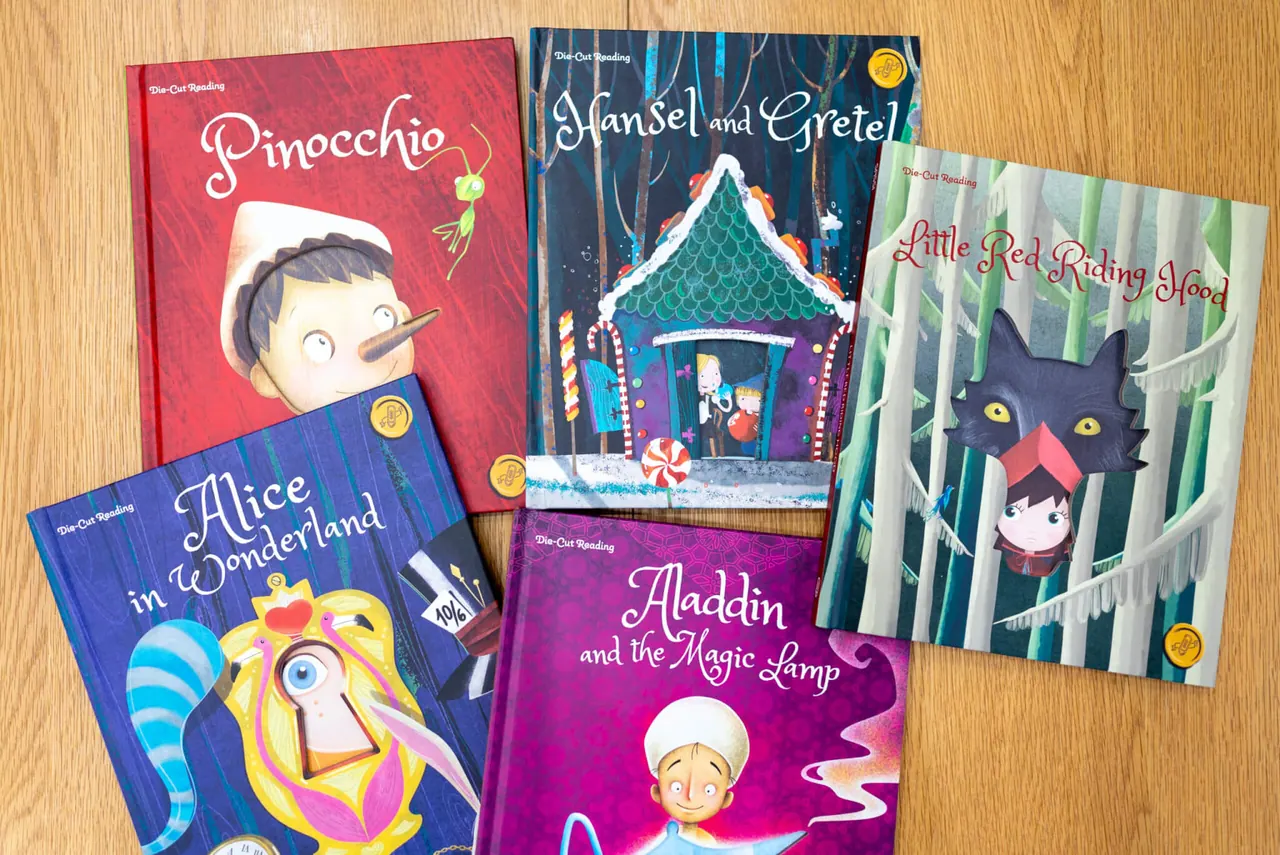 Die-Cut Reading
Pinocchio
Die-Cut Reading
Hansel and Gretel
Die-Cut Reading
Little Red Riding Hood
Die-Cut Reading
Alice
in Wonderland
10/6
Die-Cut Reading
Aladdin
and the Magic Lamp